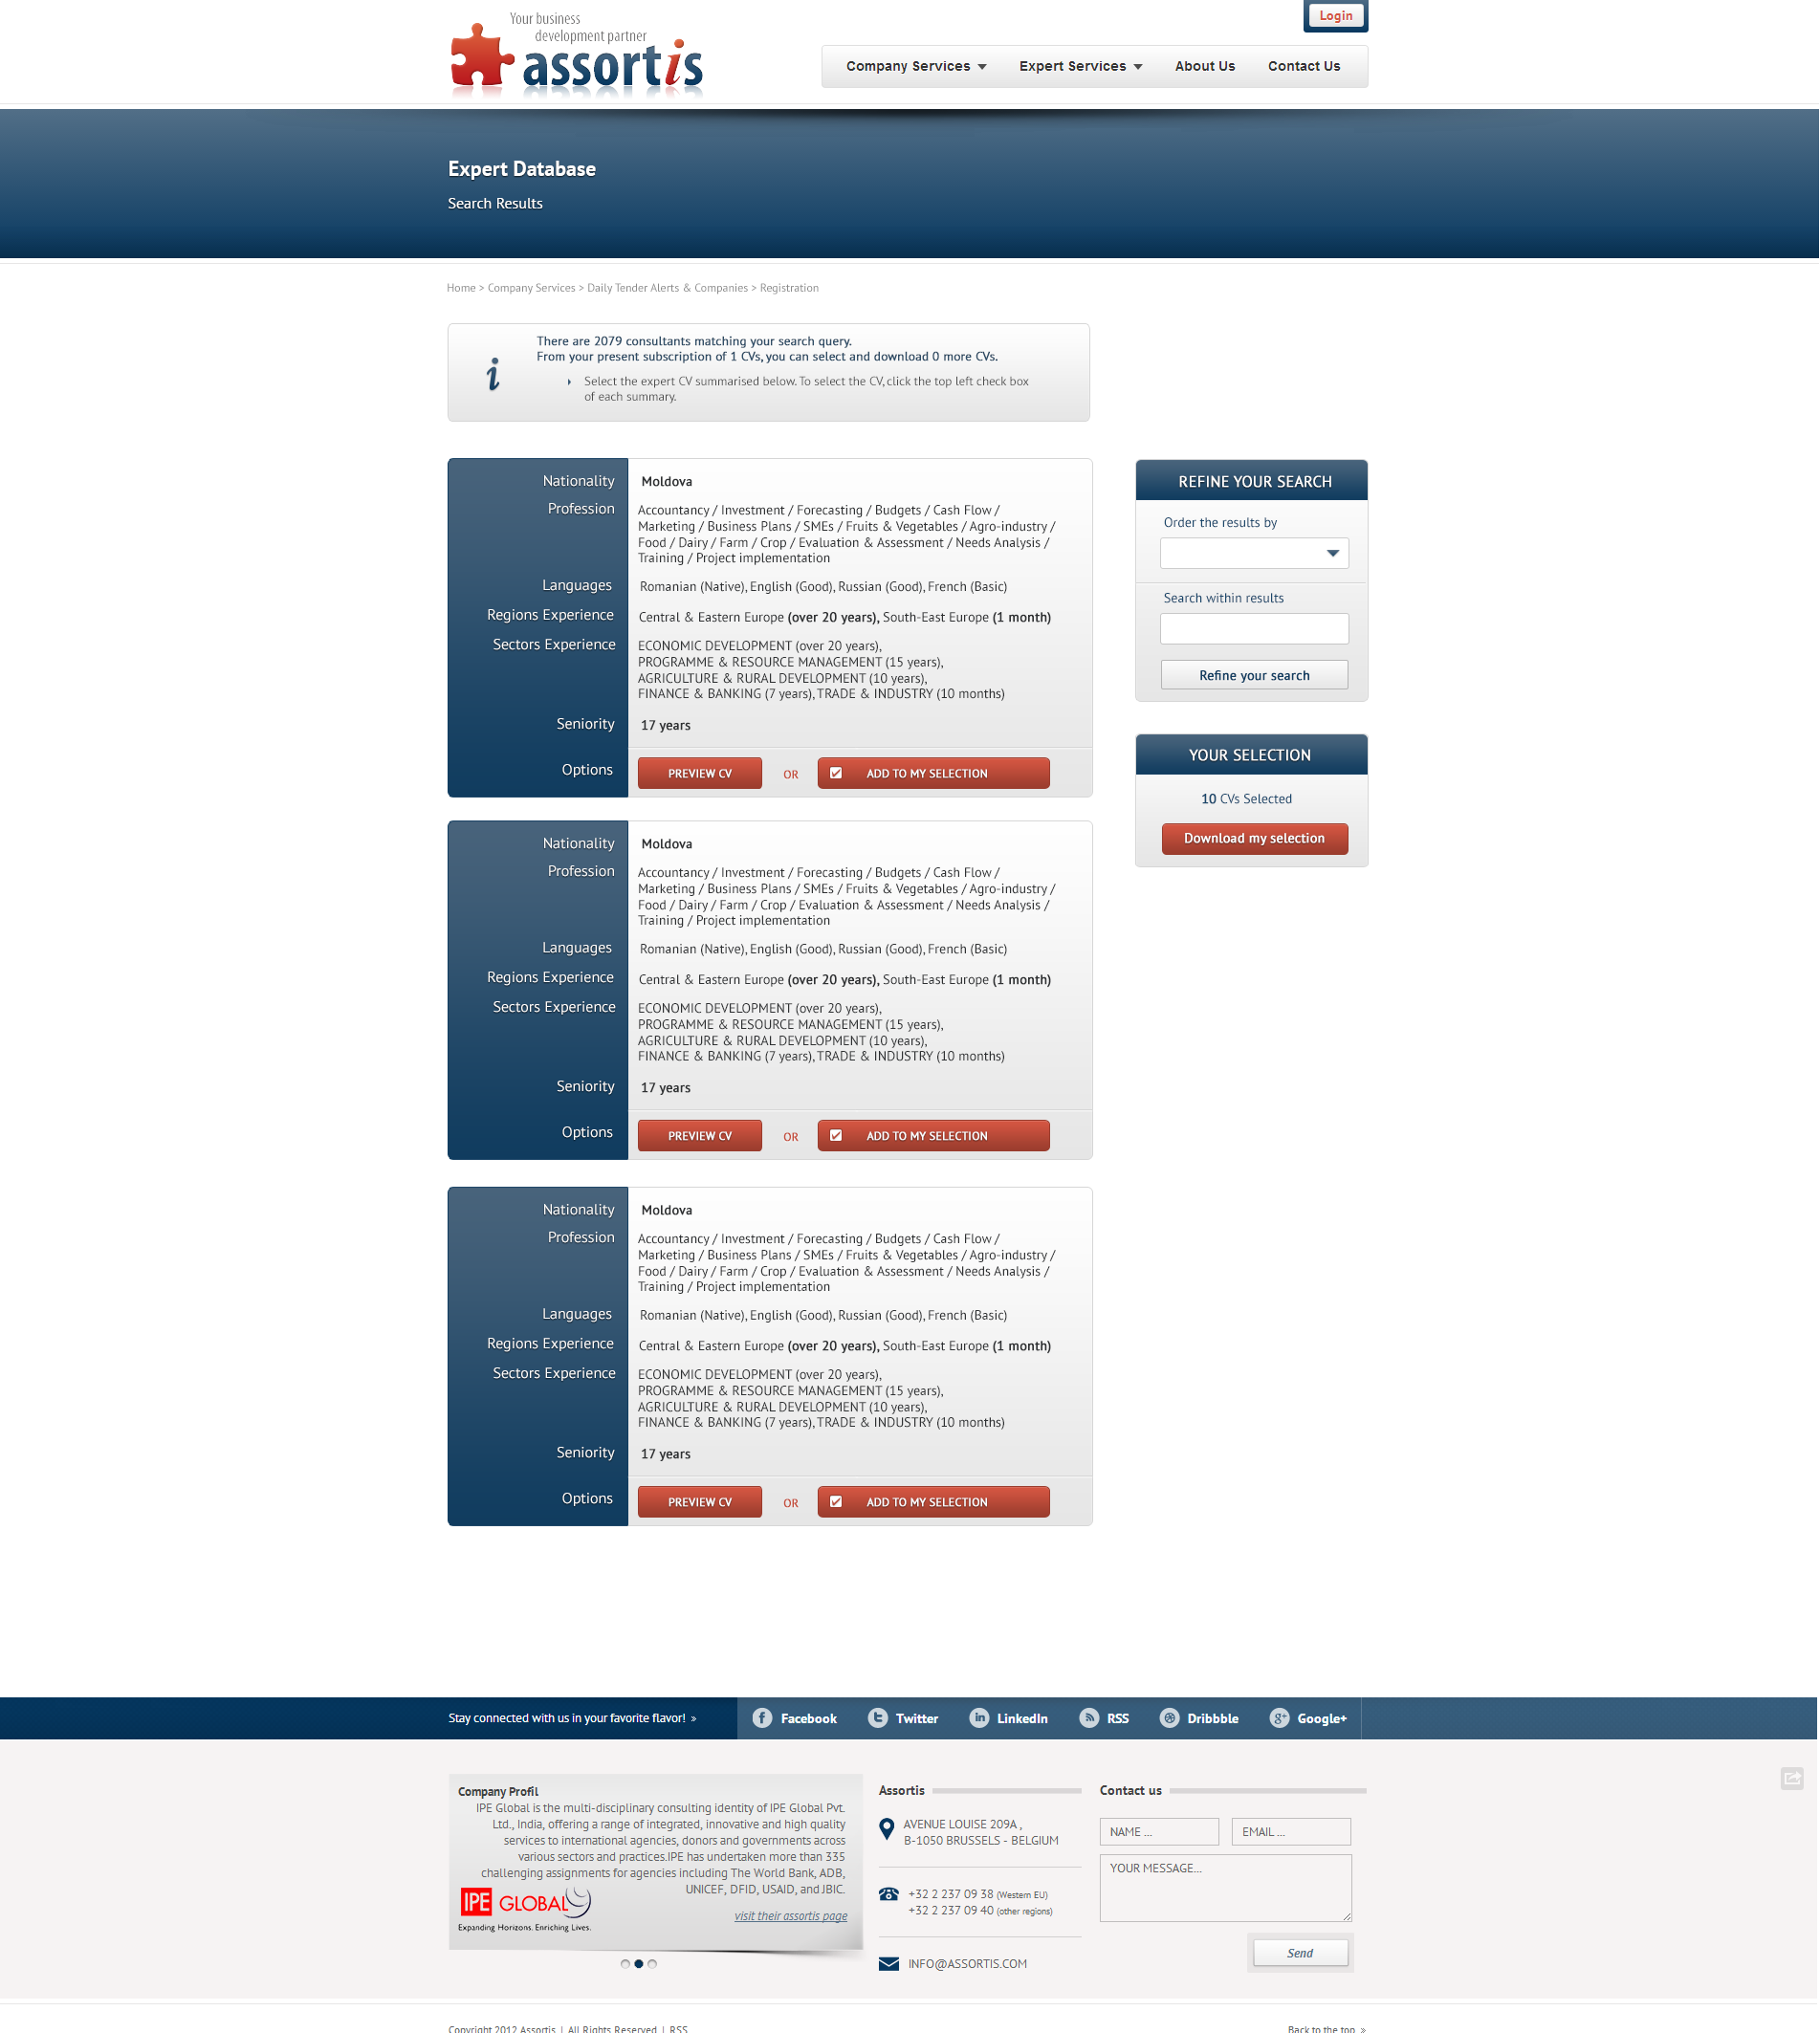 Your business
development partner
assortis
Login
Company Services
Expert Services
About Us
Contact Us
Expert Database
Search Results
Home > Company Services > Daily Tender Alerts & Companies > Registration
There are 2079 consultants matching your search query.
From your present subscription of 1 CVs, you can select and download 0 more CVs.
Select the expert CV summarised below. To select the CV, click the top left check box
of each summary.
Nationality
Moldova
Profession
Accountancy / Investment / Forecasting / Budgets / Cash Flow /
Marketing / Business Plans / SMEs / Fruits & Vegetables / Agro-industry /
Food / Dairy / Farm / Crop / Evaluation & Assessment / Needs Analysis /
Training / Project implementation
Languages
Romanian (Native), English (Good), Russian (Good), French (Basic)
Regions Experience
Central & Eastern Europe (over 20 years), South-East Europe (1 month)
Sectors Experience
ECONOMIC DEVELOPMENT (over 20 years),
PROGRAMME & RESOURCE MANAGEMENT (15 years),
AGRICULTURE & RURAL DEVELOPMENT (10 years),
FINANCE & BANKING (7 years), TRADE & INDUSTRY (10 months)
Seniority
17 years
Options
PREVIEW CV
OR
ADD TO MY SELECTION
REFINE YOUR SEARCH
Order the results by
Search within results
Refine your search
YOUR SELECTION
10 CVs Selected
Download my selection
Nationality
Moldova
Profession
Accountancy / Investment / Forecasting / Budgets / Cash Flow /
Marketing / Business Plans / SMEs / Fruits & Vegetables / Agro-industry /
Food / Dairy / Farm / Crop / Evaluation & Assessment / Needs Analysis /
Training / Project implementation
Languages
Romanian (Native), English (Good), Russian (Good), French (Basic)
Regions Experience
Central & Eastern Europe (over 20 years), South-East Europe (1 month)
Sectors Experience
ECONOMIC DEVELOPMENT (over 20 years),
PROGRAMME & RESOURCE MANAGEMENT (15 years),
AGRICULTURE & RURAL DEVELOPMENT (10 years),
FINANCE & BANKING (7 years), TRADE & INDUSTRY (10 months)
Seniority
17 years
Options
PREVIEW CV
OR
ADD TO MY SELECTION
Nationality
Moldova
Profession
Accountancy / Investment / Forecasting / Budgets / Cash Flow /
Marketing / Business Plans / SMEs / Fruits & Vegetables / Agro-industry /
Food / Dairy / Farm / Crop / Evaluation & Assessment / Needs Analysis /
Training / Project implementation
Languages
Romanian (Native), English (Good), Russian (Good), French (Basic)
Regions Experience
Central & Eastern Europe (over 20 years), South-East Europe (1 month)
Sectors Experience
ECONOMIC DEVELOPMENT (over 20 years),
PROGRAMME & RESOURCE MANAGEMENT (15 years),
AGRICULTURE & RURAL DEVELOPMENT (10 years),
FINANCE & BANKING (7 years), TRADE & INDUSTRY (10 months)
Seniority
17 years
Options
PREVIEW CV
OR
ADD TO MY SELECTION
Stay connected with us in your favorite flavor! »
Facebook
Twitter
LinkedIn
RSS
Dribbble
Google+
Company Profil
IPE Global is the multi-disciplinary consulting identity of IPE Global Pvt.
Ltd., India, offering a range of integrated, innovative and high quality
services to international agencies, donors and governments across
various sectors and practices.IPE has undertaken more than 335
challenging assignments for agencies including The World Bank, ADB,
UNICEF, DFID, USAID, and JBIC.
IPE GLOBAL
Expanding Horizons. Enriching Lives.
visit their assortis page
Assortis
AVENUE LOUISE 209A ,
B-1050 BRUSSELS - BELGIUM
+32 2 237 09 38 (Western EU)
+32 2 237 09 40 (other regions)
INFO@ASSORTIS.COM
Contact us
NAME ...
EMAIL ...
YOUR MESSAGE...
Send
Copyright 2012 Assortis | All Rights Reserved | RSS
Back to the top »